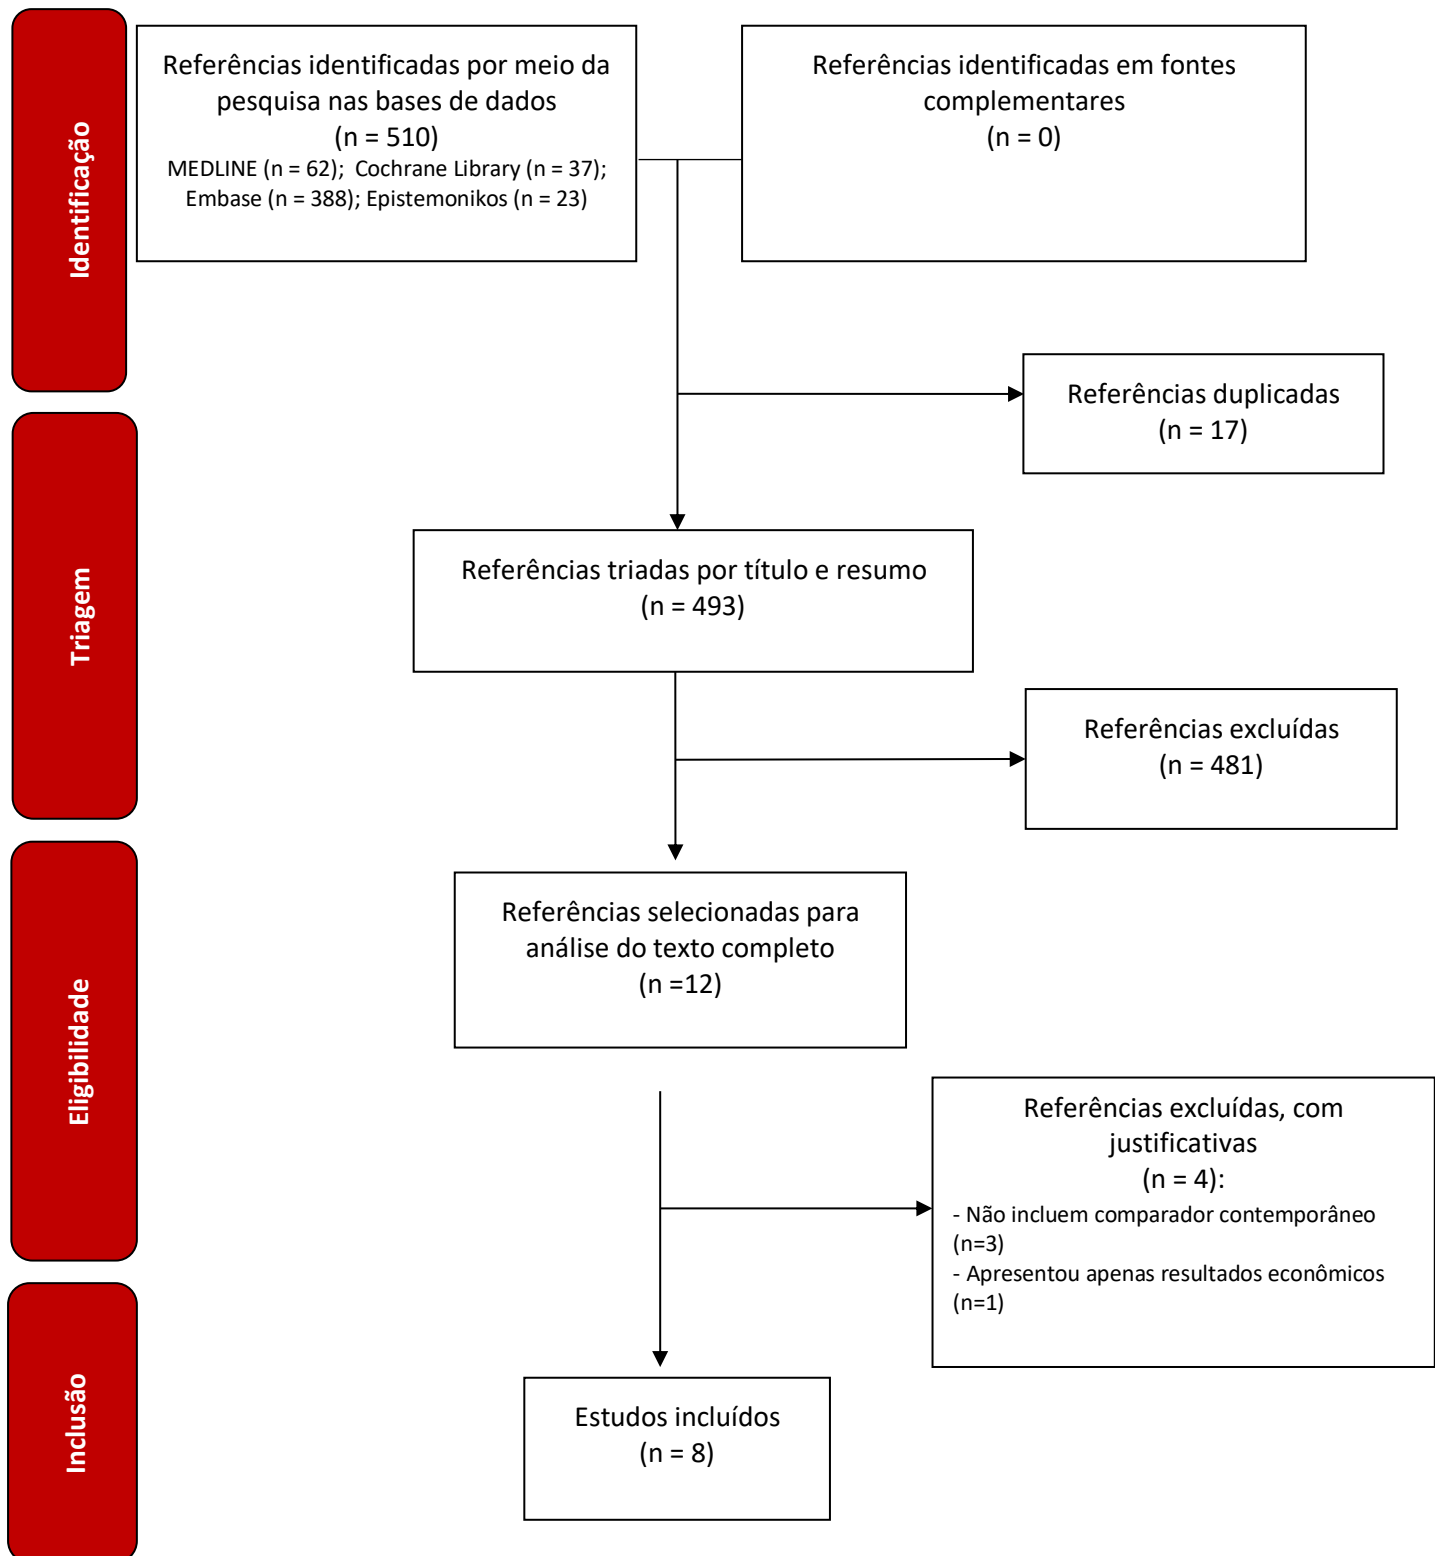 Identificação
Referências identificadas por meio da
pesquisa nas bases de dados
(n = 510)
MEDLINE (n = 62); Cochrane Library (n = 37);
Embase (n = 388); Epistemonikos (n = 23)
Referências identificadas em fontes
complementares
(n = 0)
Referências duplicadas
(n = 17)
Triagem
Referências triadas por título e resumo
(n = 493)
Referências excluídas
(n = 481)
Eligibilidade
Referências selecionadas para
análise do texto completo
(n =12)
Referências excluídas, com
justificativas
(n = 4):
- Não incluem comparador contemporâneo
(n=3)
- Apresentou apenas resultados econômicos
(n=1)
Inclusão
Estudos incluídos
(n = 8)